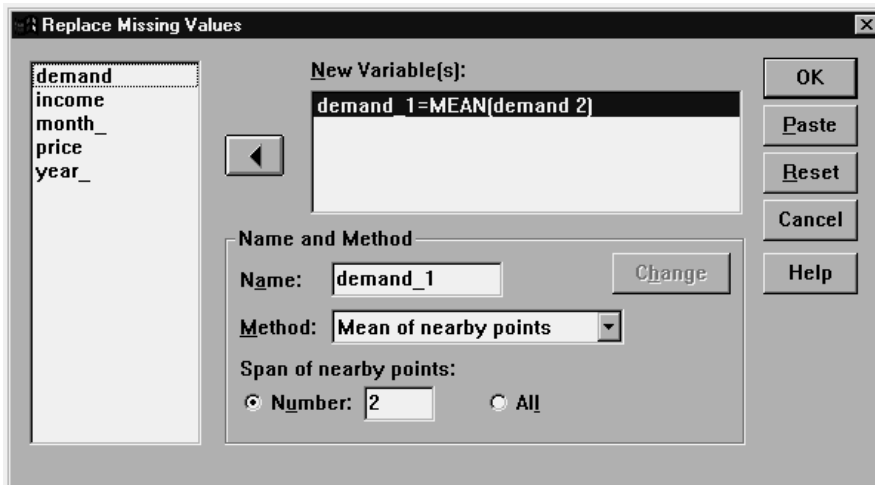 Replace Missing Values
demand
income
month_
price
year_
New Variable(s):
demand_1=MEAN(demand 2)
Name and Method
Name: demand_1
Change
Method: Mean of nearby points
Span of nearby points:
Number: 2
All
OK
Paste
Reset
Cancel
Help